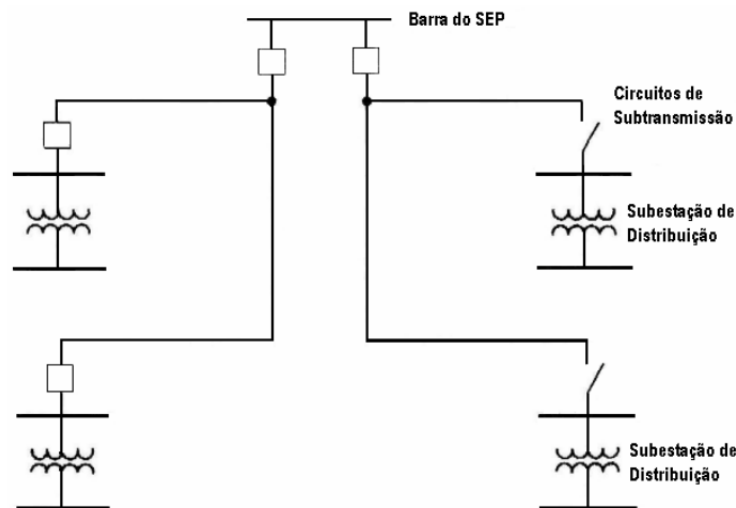 Barra do SEP
Circuitos de
Subtransmissão
Subestação de
Distribuição
Subestação de
Distribuição